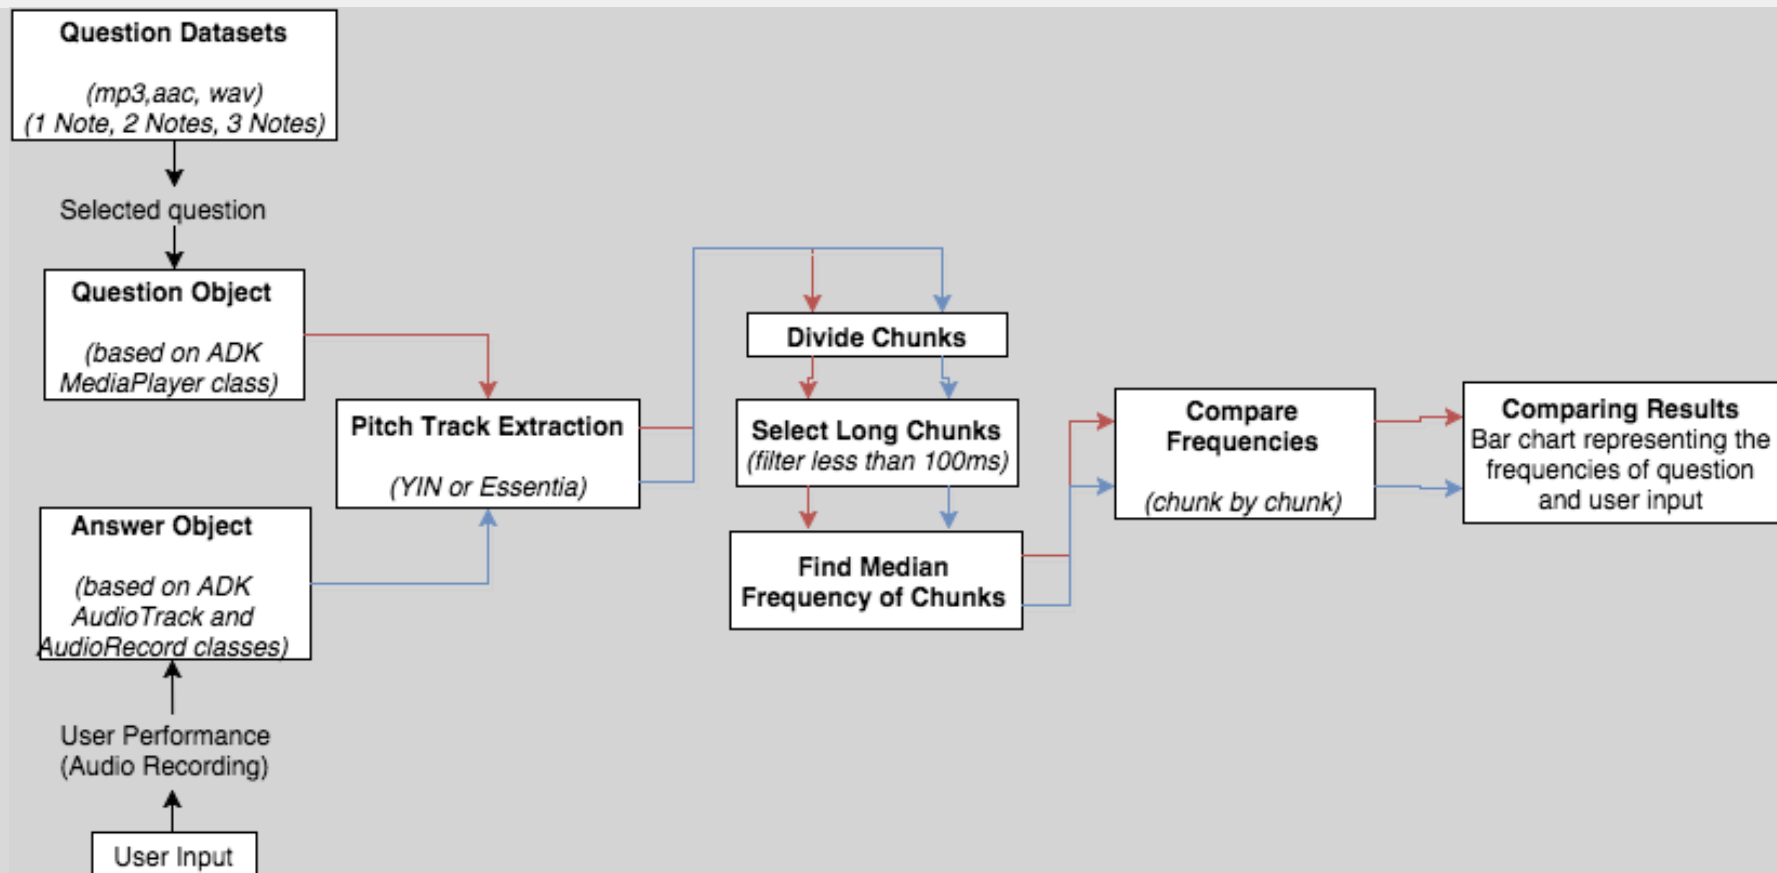 Question Datasets
(mp3,aac, wav)
(1 Note, 2 Notes, 3 Notes)
Selected question
Question Object
(based on ADK
MediaPlayer class)
Pitch Track Extraction
(YIN or Essentia)
Answer Object
(based on ADK
AudioTrack and
AudioRecord classes)
User Performance
(Audio Recording)
User Input
Divide Chunks
Select Long Chunks
(filter less than 100ms)
Find Median
Frequency of Chunks
Compare
Frequencies
(chunk by chunk)
Comparing Results
Bar chart representing the
frequencies of question
and user input